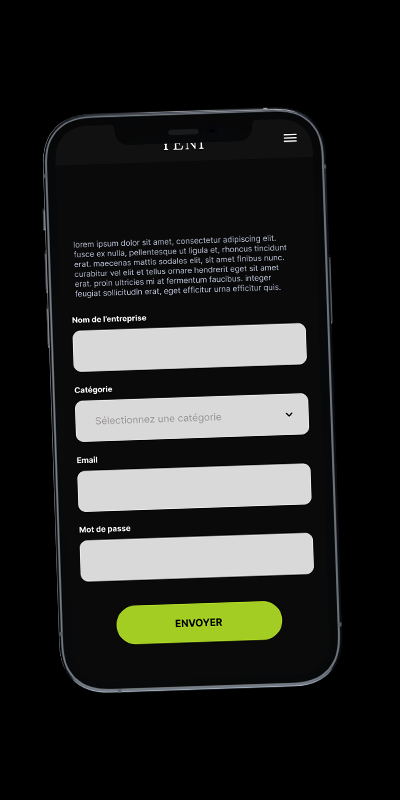 lorem ipsum dolor sit amet, consectetur adipiscing elit.
fusce ex nulla, pellentesque ut ligula et, rhoncus tincidunt
erat. maecenas mattis sodales elit, sit amet finibus nunc.
curabitur vel elit et tellus ornare hendrerit eget sit amet
erat. proin ultricies mi at fermentum faucibus. integer
feugiat sollicitudin erat, eget efficitur urna efficitur quis.
Nom de l'entreprise
Catégorie
Sélectionnez une catégorie
Email
Mot de passe
ENVOYER